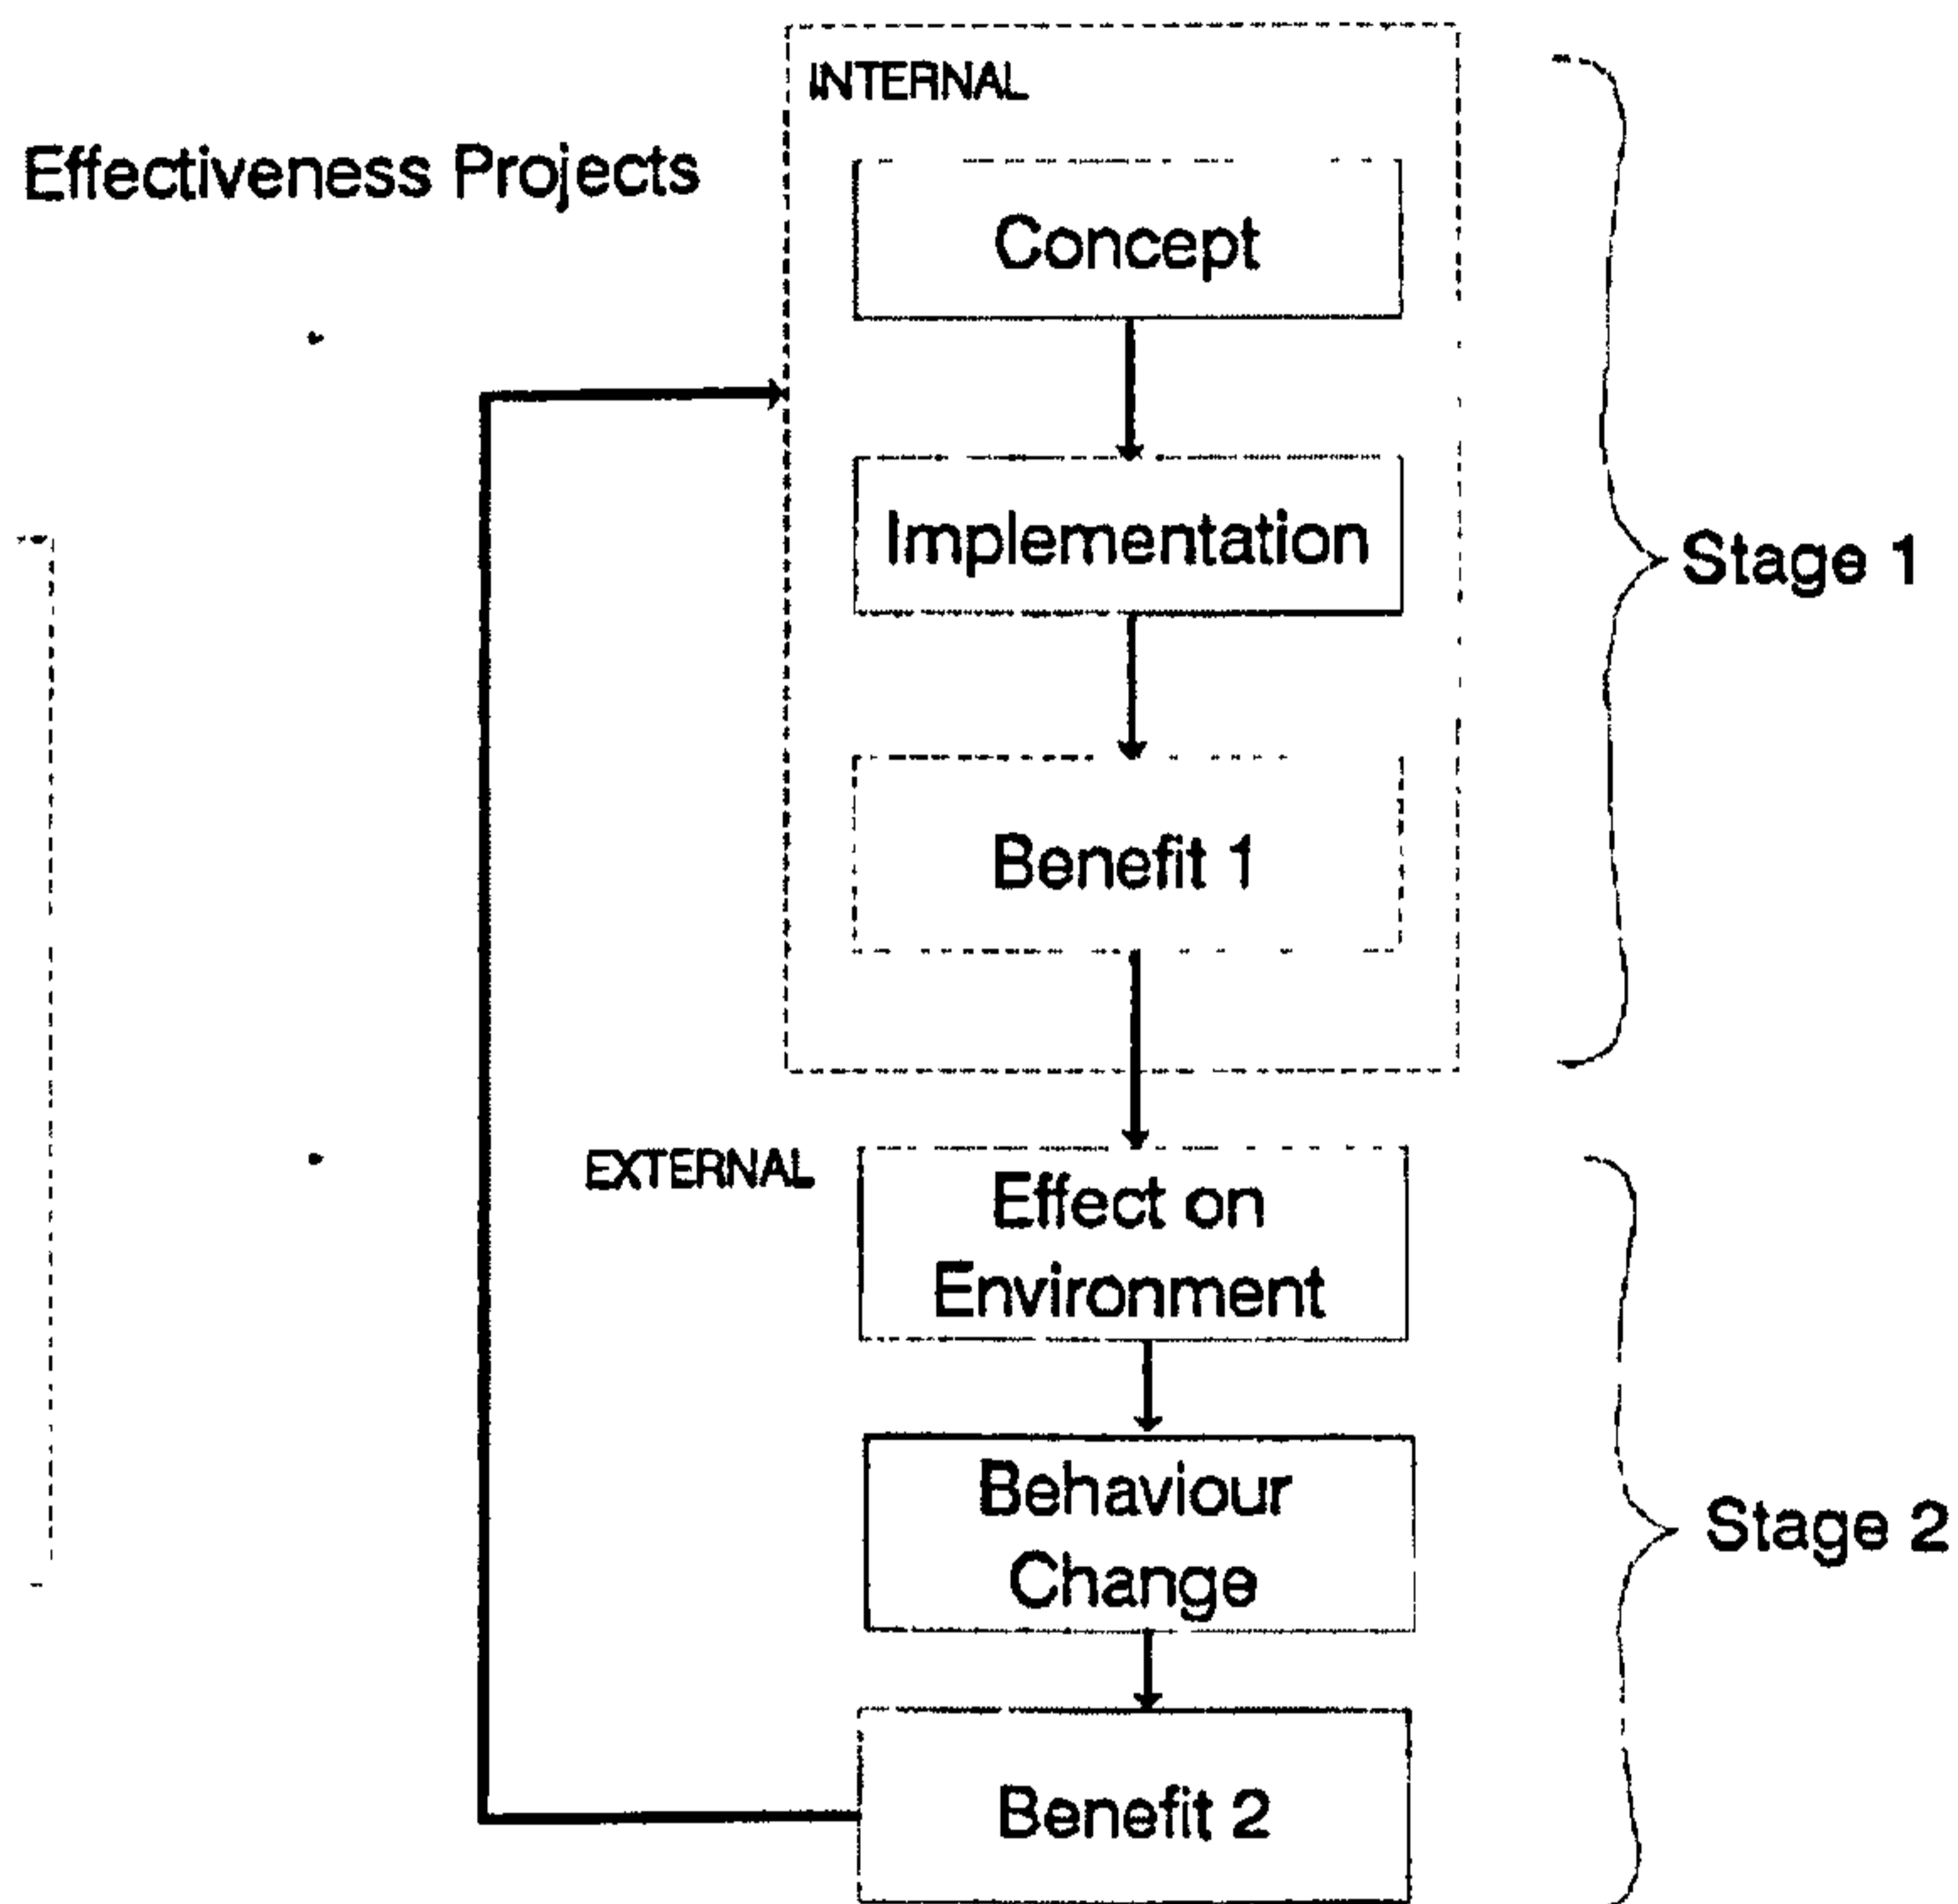 INTERNAL
Effectiveness Projects
Concept
Implementation
Stage 1
Benefit 1
EXTERNAL
Effect on
Environment
Behaviour
Change
Stage 2
Benefit 2